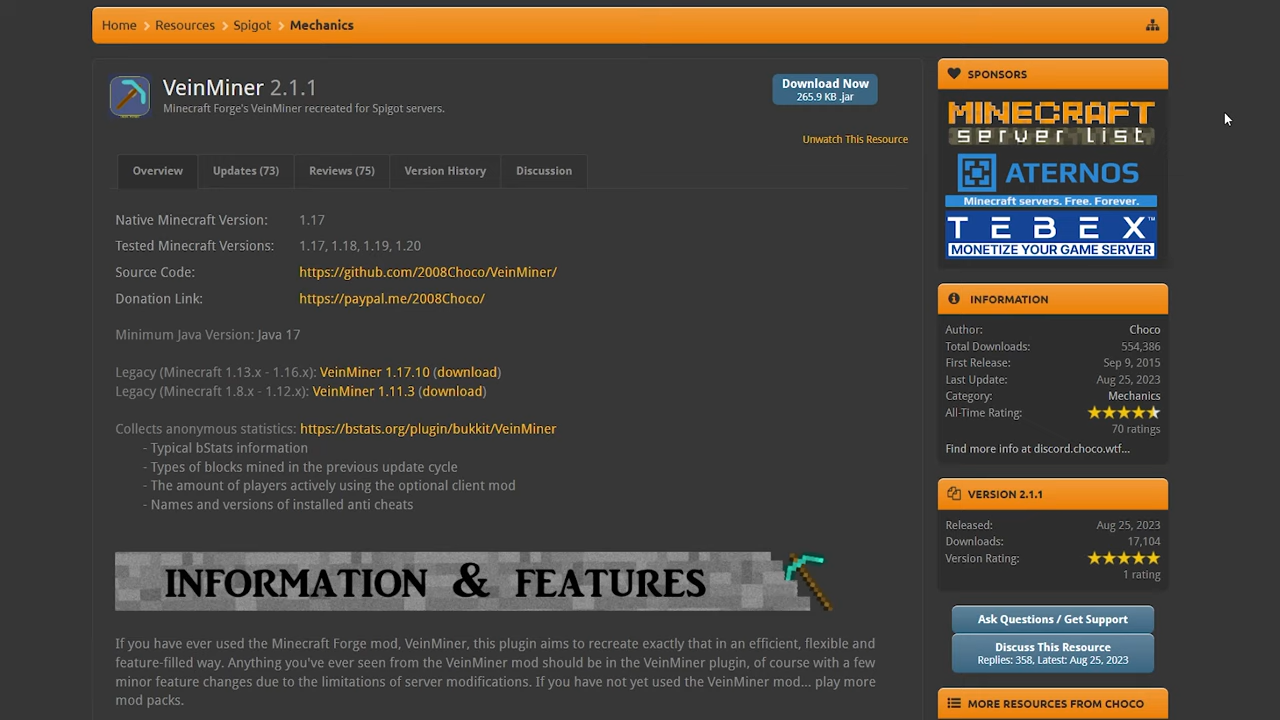 Home Resources Spigot Mechanics
VeinMiner 2.1.1
Minecraft Forge's VeinMiner recreated for Spigot servers.
Download Now
265.9 KB .jar
Unwatch This Resource
Overview Updates (73) Reviews (75) Version History Discussion
Native Minecraft Version: 1.17
Tested Minecraft Versions: 1.17, 1.18, 1.19, 1.20
Source Code: https://github.com/2008Choco/VeinMiner/
Donation Link: https://paypal.me/2008Choco/
Minimum Java Version: Java 17
Legacy (Minecraft 1.13.x - 1.16.x): VeinMiner 1.17.10 (download)
Legacy (Minecraft 1.8.x - 1.12.x): VeinMiner 1.11.3 (download)
Collects anonymous statistics: https://bstats.org/plugin/bukkit/VeinMiner
- Typical bStats information
- Types of blocks mined in the previous update cycle
- The amount of players actively using the optional client mod
- Names and versions of installed anti cheats
INFORMATION & FEATURES
If you have ever used the Minecraft Forge mod, VeinMiner, this plugin aims to recreate exactly that in an efficient, flexible and
feature-filled way. Anything you've ever seen from the VeinMiner mod should be in the VeinMiner plugin, of course with a few
minor feature changes due to the limitations of server modifications. If you have not yet used the VeinMiner mod... play more
mod packs.
SPONSORS
MINECRAFT
server list
ATERNOS
Minecraft servers. Free. Forever.
TEBEX™
MONETIZE YOUR GAME SERVER
INFORMATION
Author: Choco
Total Downloads: 554,386
First Release: Sep 9, 2015
Last Update: Aug 25, 2023
Category: Mechanics
All-Time Rating:
70 ratings
Find more info at discord.choco.wtf...
VERSION 2.1.1
Released: Aug 25, 2023
Downloads: 17,104
Version Rating:
1 rating
Ask Questions / Get Support
Discuss This Resource
Replies: 358, Latest: Aug 25, 2023
MORE RESOURCES FROM CHOCO